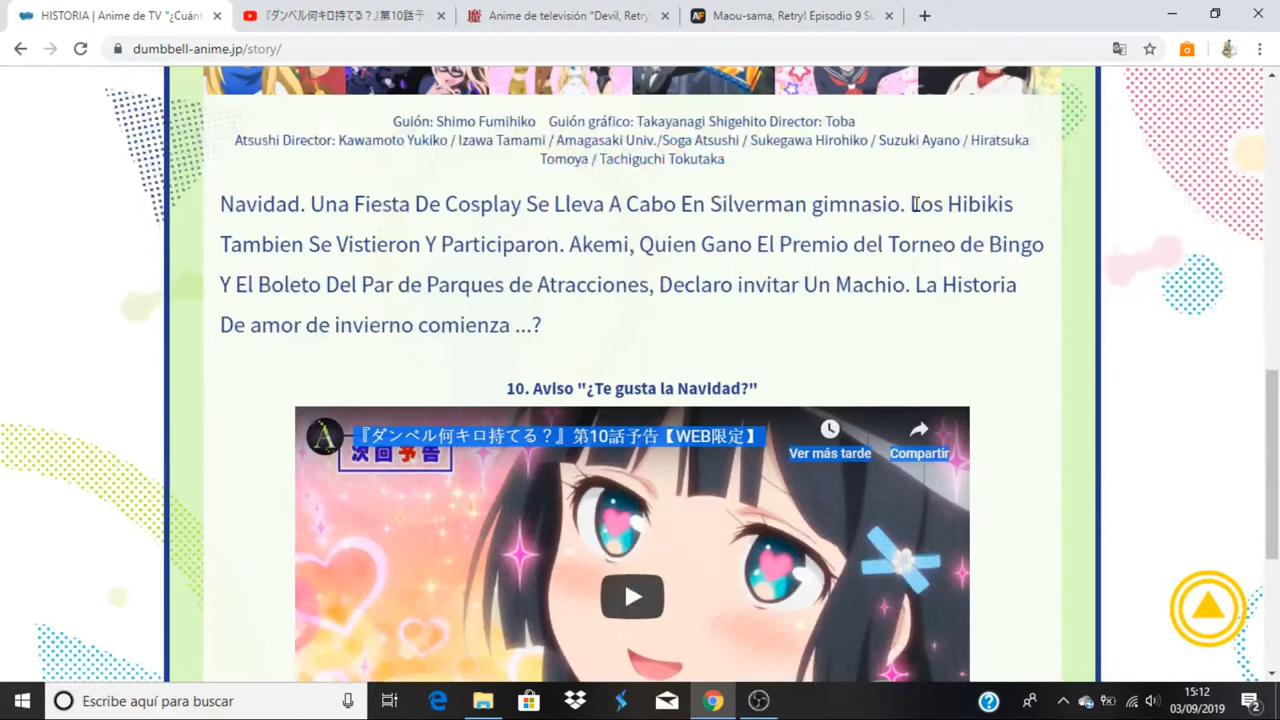 HISTORIA | Anime de TV "¿Cuánt
『ダンベル何キロ持てる？』第10話予
Anime de televisión "Devil, Retry!
Maou-sama, Retry! Episodio 9 Su
dumbbell-anime.jp/story/
Guión: Shimo Fumihiko Guión gráfico: Takayanagi Shigehito Director: Toba
Atsushi Director: Kawamoto Yukiko / Izawa Tamami / Amagasaki Univ./Soga Atsushi / Sukegawa Hirohiko / Suzuki Ayano / Hiratsuka
Tomoya / Tachiguchi Tokutaka
Navidad. Una Fiesta De Cosplay Se Lleva A Cabo En Silverman gimnasio. Los Hibikis
Tambien Se Vistieron Y Participaron. Akemi, Quien Gano El Premio del Torneo de Bingo
Y El Boleto Del Par de Parques de Atracciones, Declaro invitar Un Machio. La Historia
De amor de invierno comienza ...?
10. Aviso "¿Te gusta la Navidad?"
『ダンベル何キロ持てる？』第10話予告【WEB限定】
Ver más tarde
Compartir
次回予告
Escribe aquí para buscar
15:12
03/09/2019
2